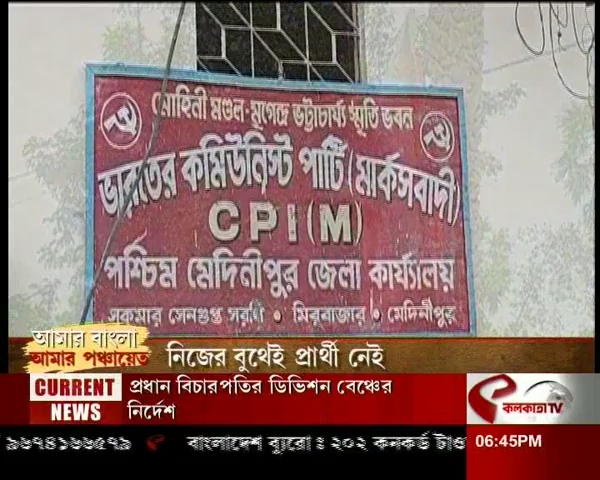 মোহিনী মণ্ডল-মৃগেন্দ্র ভট্টাচার্য্য স্মৃতি ভবন
ভারতের কমিউনিস্ট পার্টি (মার্কসবাদী)
CPI(M)
পশ্চিম মেদিনীপুর জেলা কার্য্যালয়
সুকুমার সেনগুপ্ত সরণী • মিরবাজার • মেদিনীপুর
আমার বাংলা
আমার পঞ্চায়েত
নিজের বুথেই প্রার্থী নেই
CURRENT NEWS
প্রধান বিচারপতির ডিভিশন বেঞ্চের
নির্দেশ
কলকাতা TV
৯৬৭৪১৬৬৫৭৯ বাংলাদেশ ব্যুরো : ২০২ কনকর্ড টাও
06:45PM